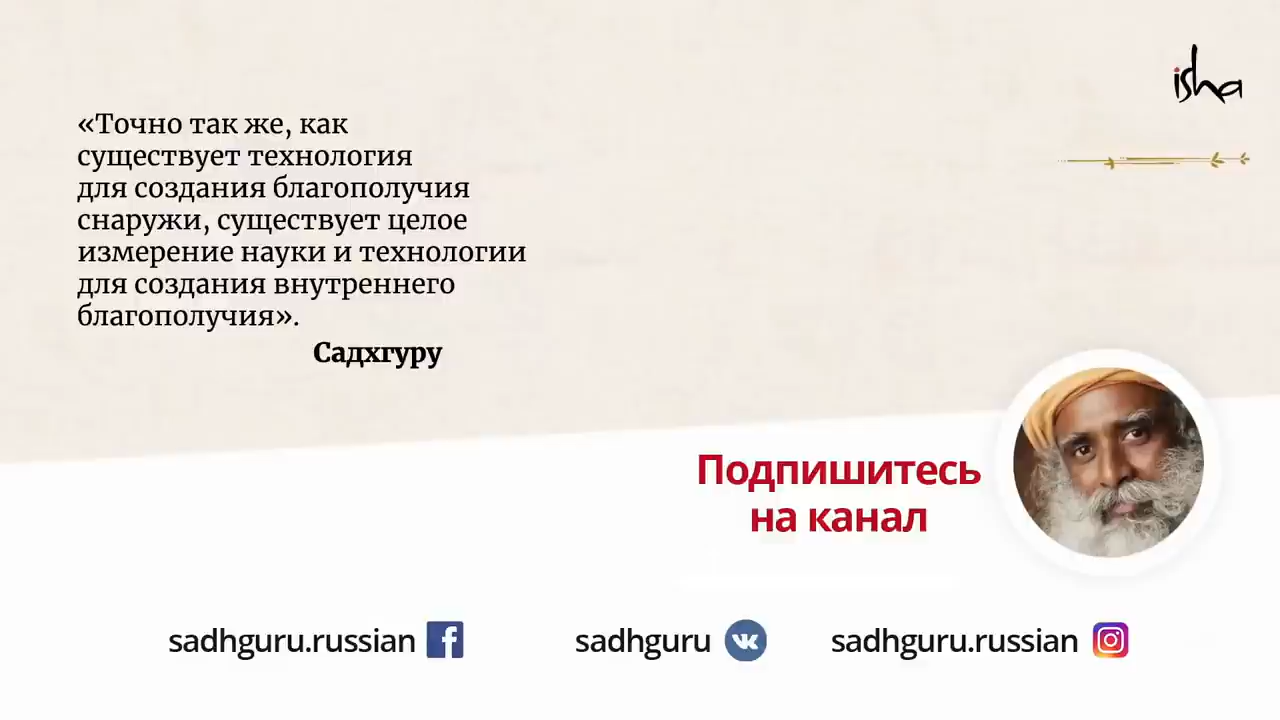 isha
«Точно так же, как
существует технология
для создания благополучия
снаружи, существует целое
измерение науки и технологии
для создания внутреннего
благополучия».
Садхгуру
Подпишитесь
на канал
sadhguru.russian
sadhguru
sadhguru.russian